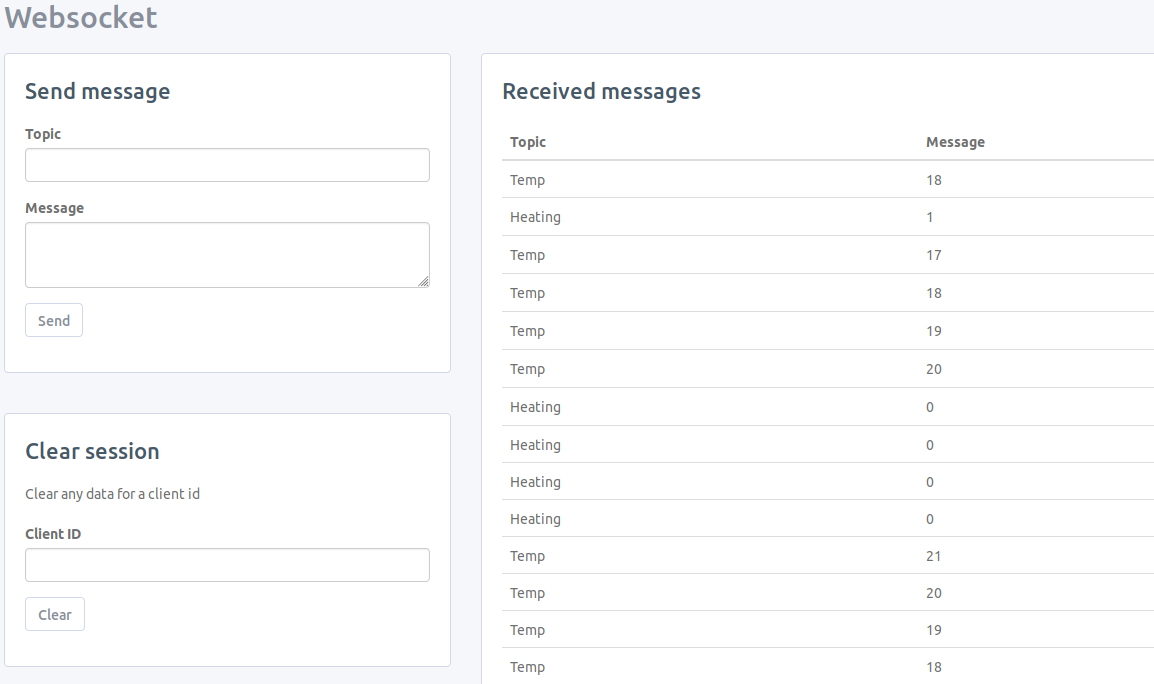 Websocket
Send message
Topic
Message
Send
Clear session
Clear any data for a client id
Client ID
Clear
Received messages
Topic Message
Temp 18
Heating 1
Temp 17
Temp 18
Temp 19
Temp 20
Heating 0
Heating 0
Heating 0
Heating 0
Temp 21
Temp 20
Temp 19
Temp 18